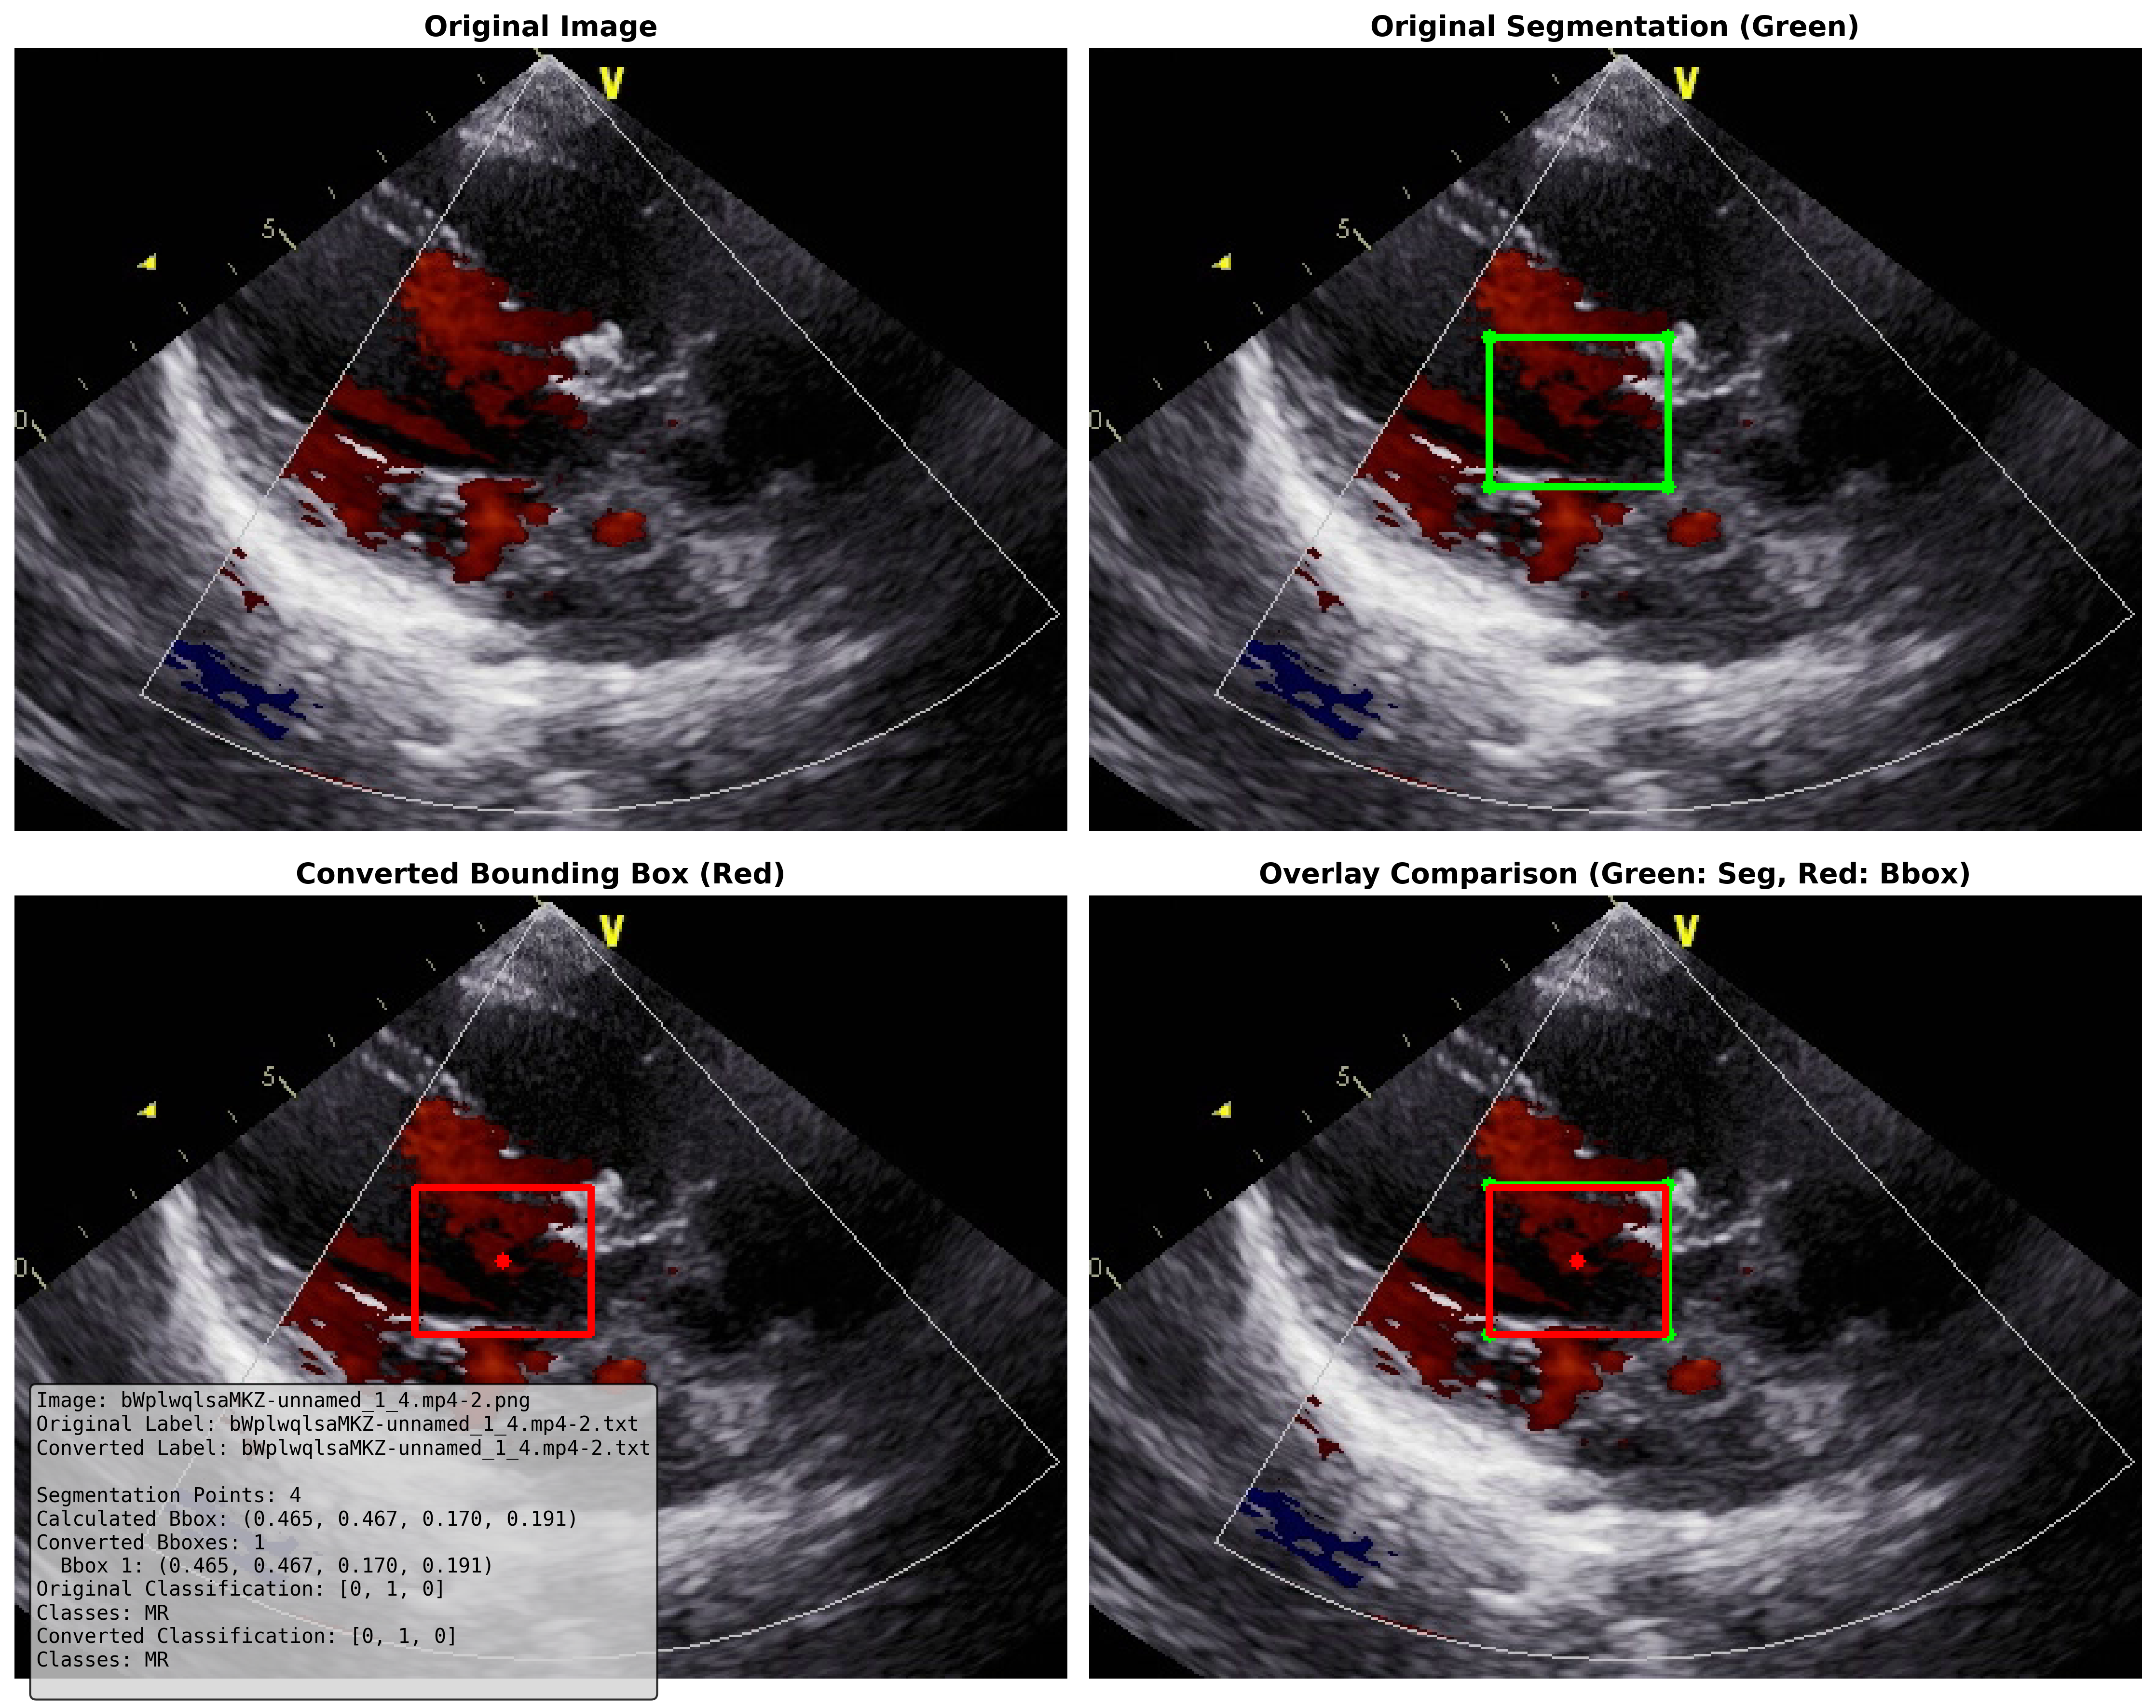 Original Image
Original Segmentation (Green)
V
5
0
V
5
0
Converted Bounding Box (Red)
Overlay Comparison (Green: Seg, Red: Bbox)
V
5
0
V
5
0
Image: bWplwqlsaMKZ-unnamed_1_4.mp4-2.png
Original Label: bWplwqlsaMKZ-unnamed_1_4.mp4-2.txt
Converted Label: bWplwqlsaMKZ-unnamed_1_4.mp4-2.txt
Segmentation Points: 4
Calculated Bbox: (0.465, 0.467, 0.170, 0.191)
Converted Bboxes: 1
Bbox 1: (0.465, 0.467, 0.170, 0.191)
Original Classification: [0, 1, 0]
Classes: MR
Converted Classification: [0, 1, 0]
Classes: MR